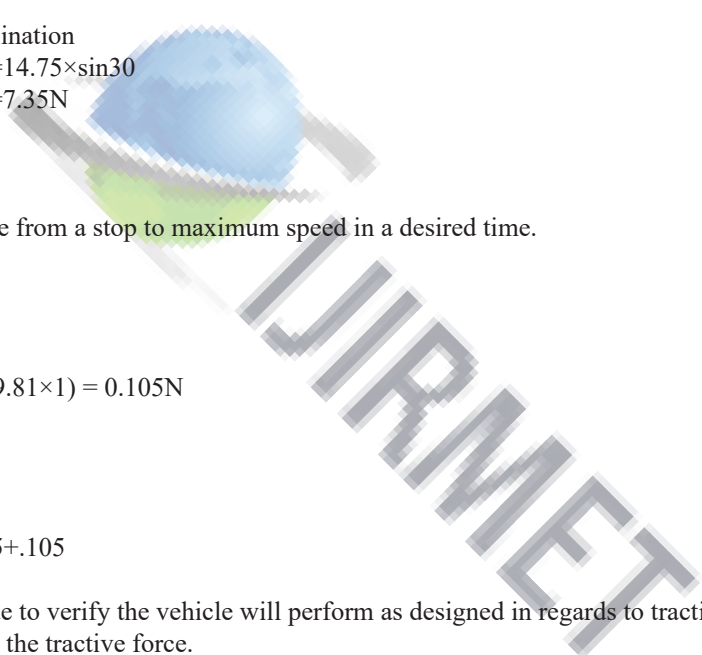 ination
=14.75×sin30
=7.35N
e from a stop to maximum speed in a desired time.
9.81×1) = 0.105N
5+.105
e to verify the vehicle will perform as designed in regards to tracti
the tractive force.
IJIRMET